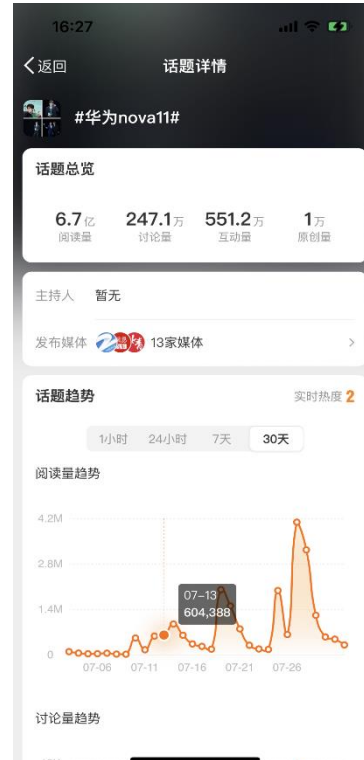 16:27
返回
话题详情
#华为nova11#
话题总览
6.7亿 247.1万 551.2万 1万
阅读量 讨论量 互动量 原创量
主持人 暂无
发布媒体 13家媒体
话题趋势 实时热度 2
1小时 24小时 7天 30天
阅读量趋势
4.2M
2.8M
07-13
604,388
1.4M
0
07-06 07-11 07-16 07-21 07-26
讨论量趋势